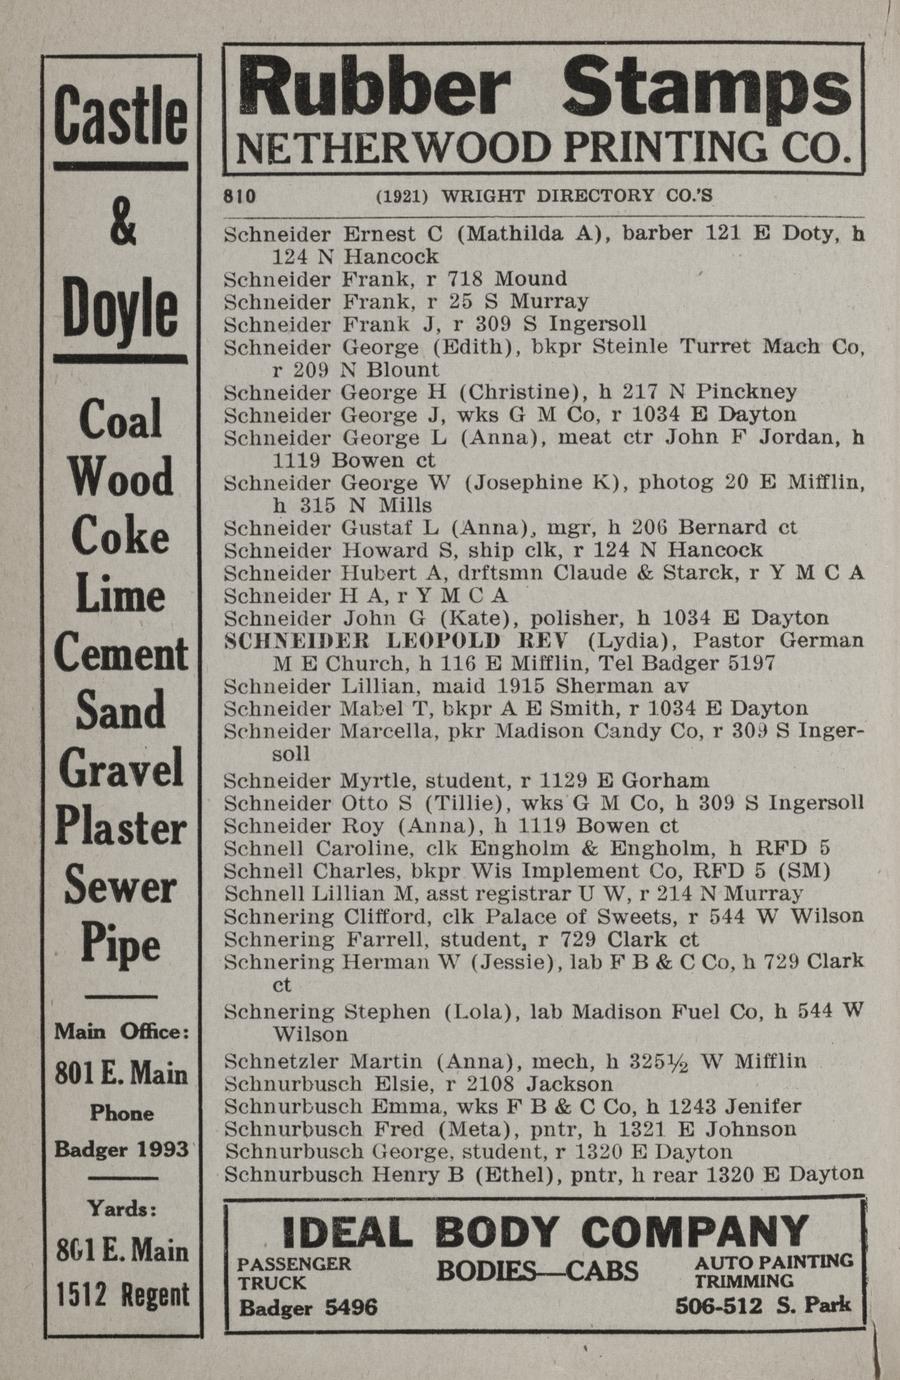 Castle
&
Doyle
Coal
Wood
Coke
Lime
Cement
Sand
Gravel
Plaster
Sewer
Pipe
Main Office:
801 E. Main
Phone
Badger 1993
Yards:
801 E. Main
1512 Regent
Rubber Stamps
NETHERWOOD PRINTING CO.
810 (1921) WRIGHT DIRECTORY CO.'S
Schneider Ernest C (Mathilda A), barber 121 E Doty, h
124 N Hancock
Schneider Frank, r 718 Mound
Schneider Frank, r 25 S Murray
Schneider Frank J, r 309 S Ingersoll
Schneider George (Edith), bkpr Steinle Turret Mach Co,
r 209 N Blount
Schneider George H (Christine), h 217 N Pinckney
Schneider George J, wks G M Co, r 1034 E Dayton
Schneider George L (Anna), meat ctr John F Jordan, h
1119 Bowen ct
Schneider George W (Josephine K), photog 20 E Mifflin,
h 315 N Mills
Schneider Gustaf L (Anna), mgr, h 206 Bernard ct
Schneider Howard S, ship clk, r 124 N Hancock
Schneider Hubert A, drftsmn Claude & Starck, r Y M C A
Schneider H A, r Y M C A
Schneider John G (Kate), polisher, h 1034 E Dayton
SCHNEIDER LEOPOLD REV (Lydia), Pastor German
M E Church, h 116 E Mifflin, Tel Badger 5197
Schneider Lillian, maid 1915 Sherman av
Schneider Mabel T, bkpr A E Smith, r 1034 E Dayton
Schneider Marcella, pkr Madison Candy Co, r 309 S Inger-
soll
Schneider Myrtle, student, r 1129 E Gorham
Schneider Otto S (Tillie), wks G M Co, h 309 S Ingersoll
Schneider Roy (Anna), h 1119 Bowen ct
Schnell Caroline, clk Engholm & Engholm, h RFD 5
Schnell Charles, bkpr Wis Implement Co, RFD 5 (SM)
Schnell Lillian M, asst registrar U W, r 214 N Murray
Schnering Clifford, clk Palace of Sweets, r 544 W Wilson
Schnering Farrell, student, r 729 Clark ct
Schnering Herman W (Jessie), lab F B & C Co, h 729 Clark
ct
Schnering Stephen (Lola), lab Madison Fuel Co, h 544 W
Wilson
Schnetzler Martin (Anna), mech, h 325½ W Mifflin
Schnurbusch Elsie, r 2108 Jackson
Schnurbusch Emma, wks F B & C Co, h 1243 Jenifer
Schnurbusch Fred (Meta), pntr, h 1321 E Johnson
Schnurbusch George, student, r 1320 E Dayton
Schnurbusch Henry B (Ethel), pntr, h rear 1320 E Dayton
IDEAL BODY COMPANY
PASSENGER
TRUCK
Badger 5496
BODIES—CABS
AUTO PAINTING
TRIMMING
506-512 S. Park